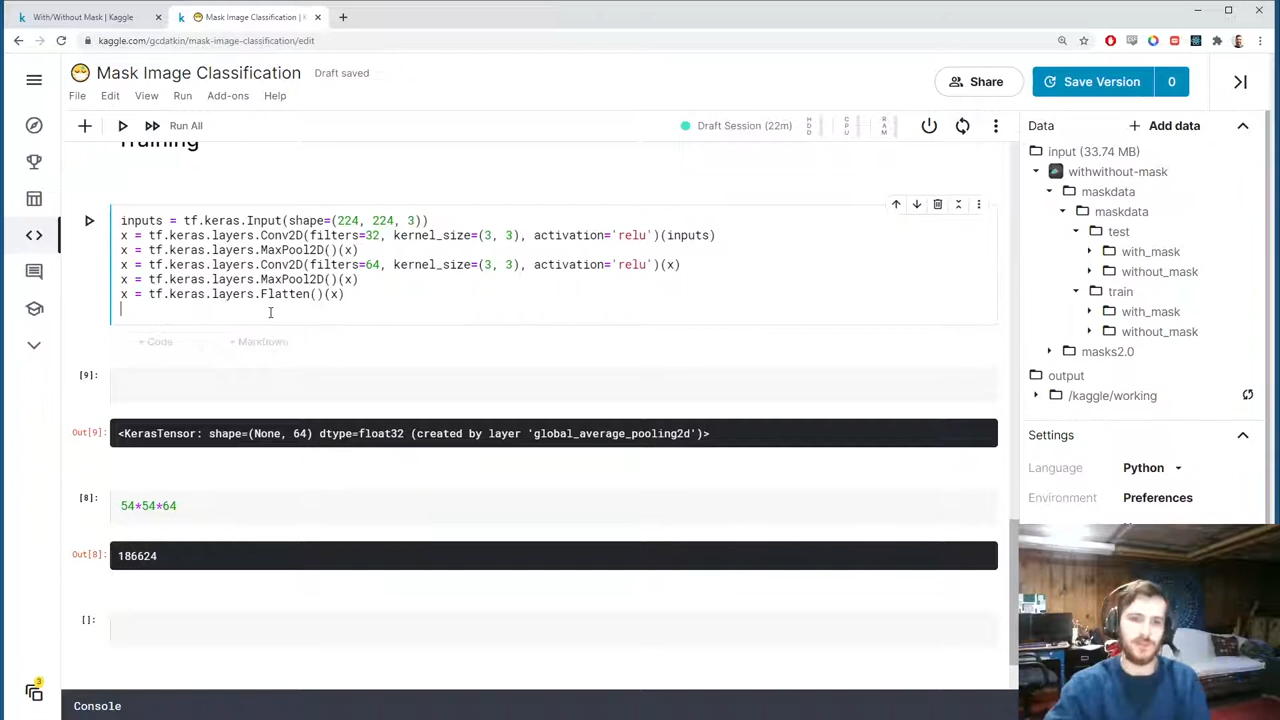 With/Without Mask | Kaggle
Mask Image Classification | K
kaggle.com/gcdatkin/mask-image-classification/edit
Mask Image Classification
Draft saved
Share
Save Version
0
File
Edit
View
Run
Add-ons
Help
Run All
Draft Session (22m)
HDD
CPU
RAM
Data
Add data
Training
input (33.74 MB)
withwithout-mask
maskdata
maskdata
test
with_mask
without_mask
train
with_mask
without_mask
masks2.0
output
/kaggle/working
Settings
Language
Python
Environment
Preferences
inputs = tf.keras.Input(shape=(224, 224, 3))
x = tf.keras.layers.Conv2D(filters=32, kernel_size=(3, 3), activation='relu')(inputs)
x = tf.keras.layers.MaxPool2D()(x)
x = tf.keras.layers.Conv2D(filters=64, kernel_size=(3, 3), activation='relu')(x)
x = tf.keras.layers.MaxPool2D()(x)
x = tf.keras.layers.Flatten()(x)
+ Code
+ Markdown
[9]:
Out[9]:
<KerasTensor: shape=(None, 64) dtype=float32 (created by layer 'global_average_pooling2d')>
[8]:
54*54*64
Out[8]:
186624
[]:
3
Console